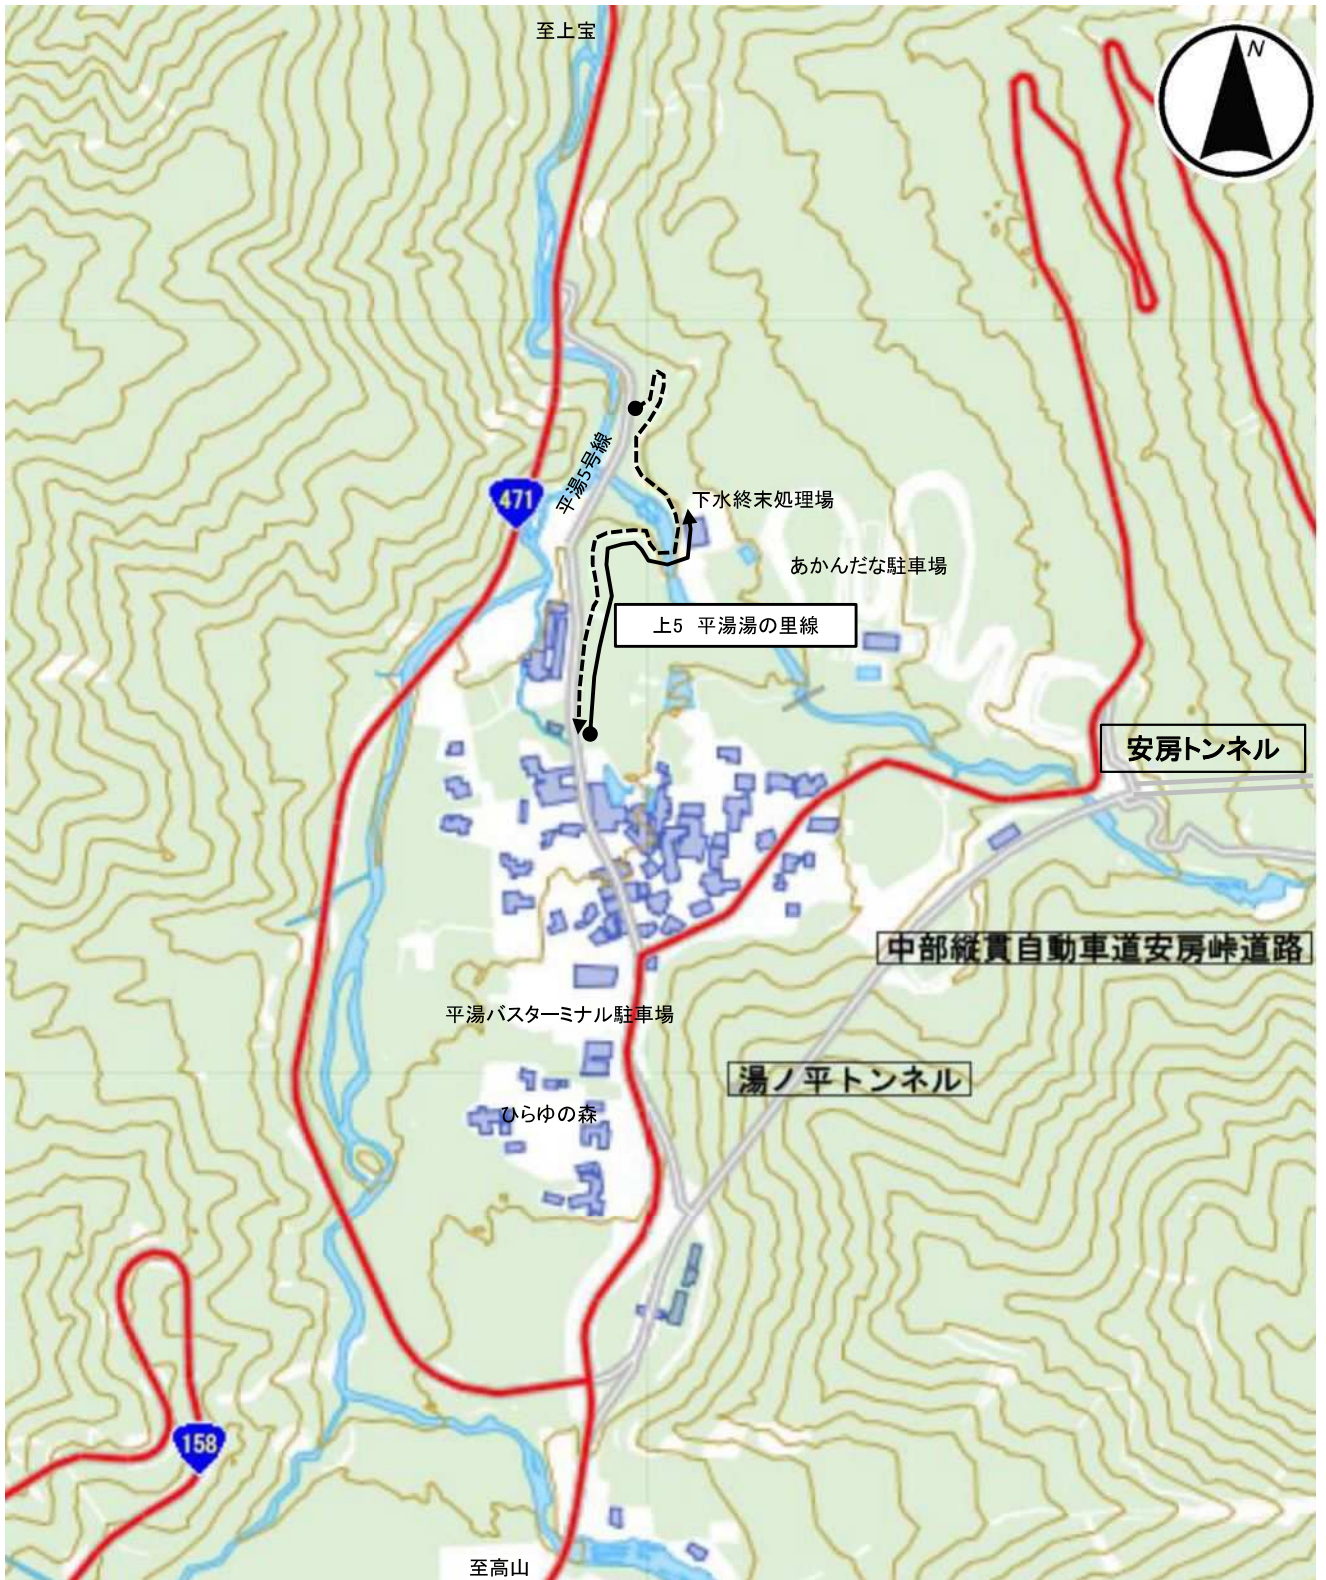 至上宝
N
平湯5号線
471
下水終末処理場
あかんだな駐車場
上5 平湯湯の里線
安房トンネル
中部縦貫自動車道安房峠道路
平湯バスターミナル駐車場
湯ノ平トンネル
ひらゆの森
158
至高山